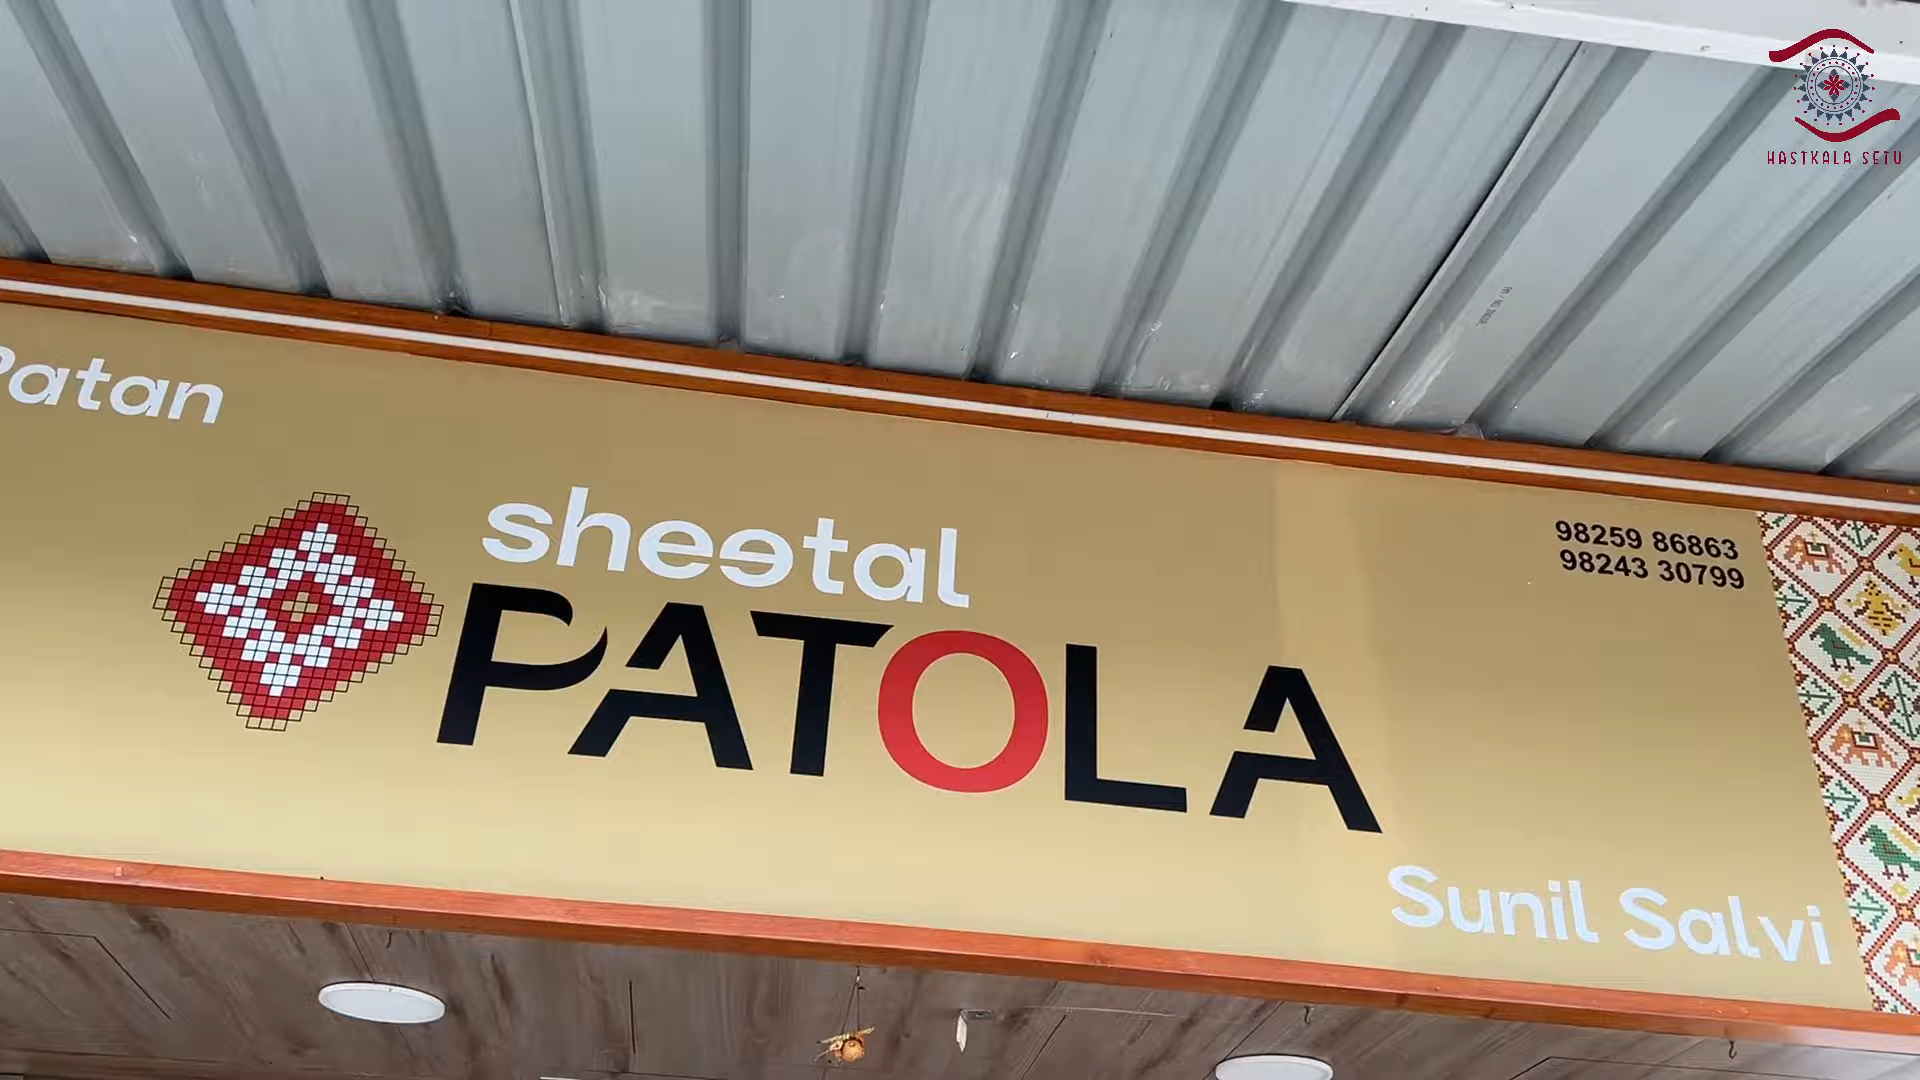 HASTKALA SETU
Patan
sheetal
PATOLA
98259 86863
98243 30799
Sunil Salvi